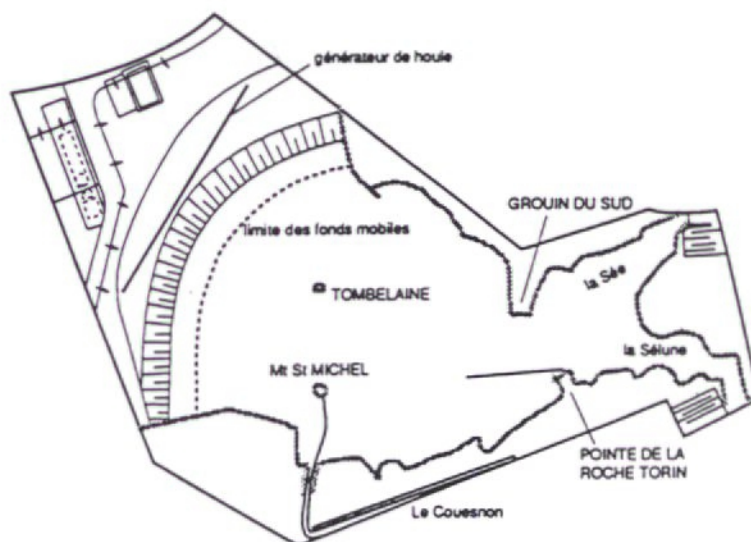 générateur de houle
GROUIN DU SUD
limite des fonds mobiles
la Sée
TOMBELAINE
la Sélune
Mt St MICHEL
POINTE DE LA
ROCHE TORIN
Le Couesnon